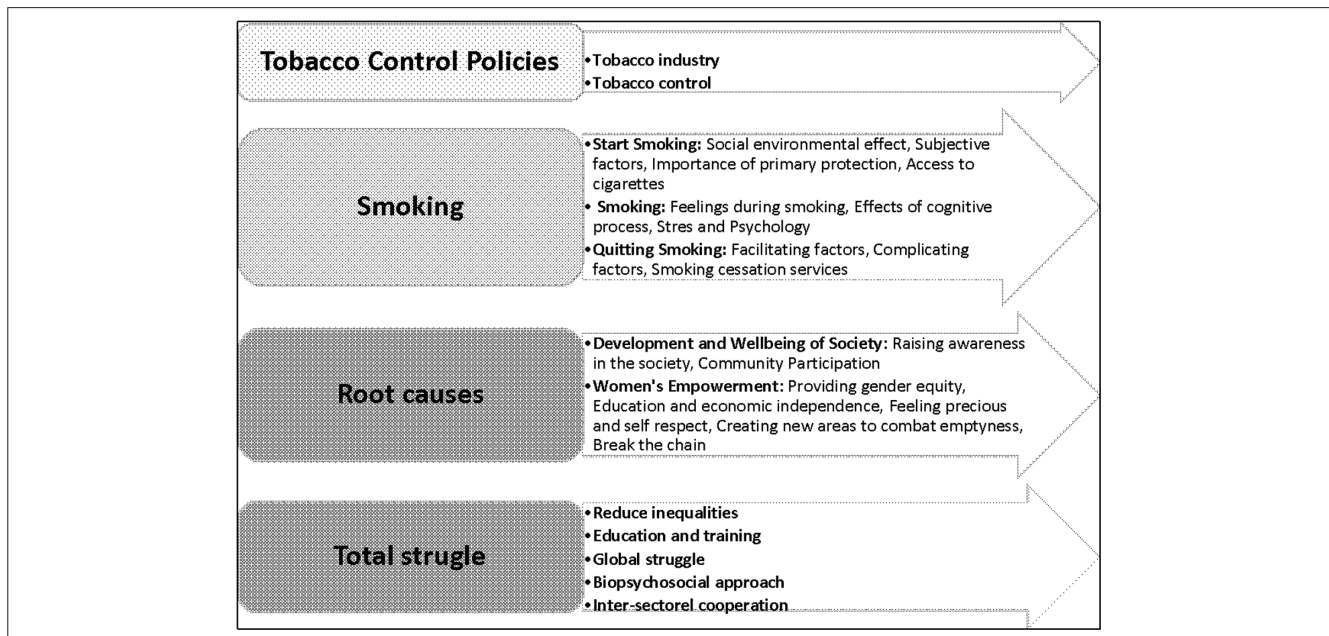 Tobacco Control Policies
•Tobacco industry
•Tobacco control
Smoking
•Start Smoking: Social environmental effect, Subjective
factors, Importance of primary protection, Access to
cigarettes
• Smoking: Feelings during smoking, Effects of cognitive
process, Stres and Psychology
•Quitting Smoking: Facilitating factors, Complicating
factors, Smoking cessation services
Root causes
•Development and Wellbeing of Society: Raising awareness
in the society, Community Participation
•Women's Empowerment: Providing gender equity,
Education and economic independence, Feeling precious
and self respect, Creating new areas to combat emptyness,
Break the chain
Total strugle
•Reduce inequalities
•Education and training
•Global struggle
•Biopsychosocial approach
•Inter-sectorel cooperation